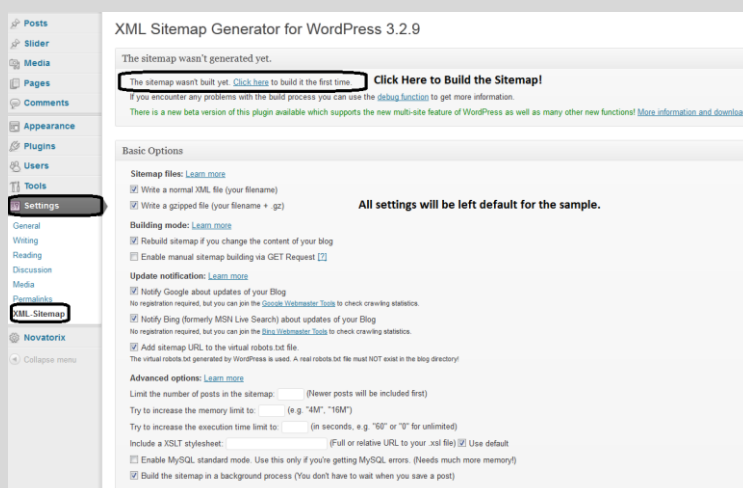 Posts
Slider
Media
Pages
Comments
Appearance
Plugins
Users
Tools
Settings
General
Writing
Reading
Discussion
Media
Permalinks
XML-Sitemap
Novatorix
Collapse menu
XML Sitemap Generator for WordPress 3.2.9
The sitemap wasn't generated yet.
The sitemap wasn't built yet. Click here to build it the first time. Click Here to Build the Sitemap!
If you encounter any problems with the build process you can use the debug function to get more information.
There is a new beta version of this plugin available which supports the new multi-site feature of WordPress as well as many other new functions! More information and downloa
Basic Options
Sitemap files: Learn more
Write a normal XML file (your filename)
Write a gzipped file (your filename + .gz) All settings will be left default for the sample.
Building mode: Learn more
Rebuild sitemap if you change the content of your blog
Enable manual sitemap building via GET Request [?]
Update notification: Learn more
Notify Google about updates of your Blog
No registration required, but you can join the Google Webmaster Tools to check crawling statistics.
Notify Bing (formerly MSN Live Search) about updates of your Blog
No registration required, but you can join the Bing Webmaster Tools to check crawling statistics.
Add sitemap URL to the virtual robots.txt file.
The virtual robots.txt generated by WordPress is used. A real robots.txt file must NOT exist in the blog directory!
Advanced options: Learn more
Limit the number of posts in the sitemap: (Newer posts will be included first)
Try to increase the memory limit to: (e.g. "4M", "16M")
Try to increase the execution time limit to: (in seconds, e.g. "60" or "0" for unlimited)
Include a XSLT stylesheet: (Full or relative URL to your .xsl file) Use default
Enable MySQL standard mode. Use this only if you're getting MySQL errors. (Needs much more memory!)
Build the sitemap in a background process (You don't have to wait when you save a post)